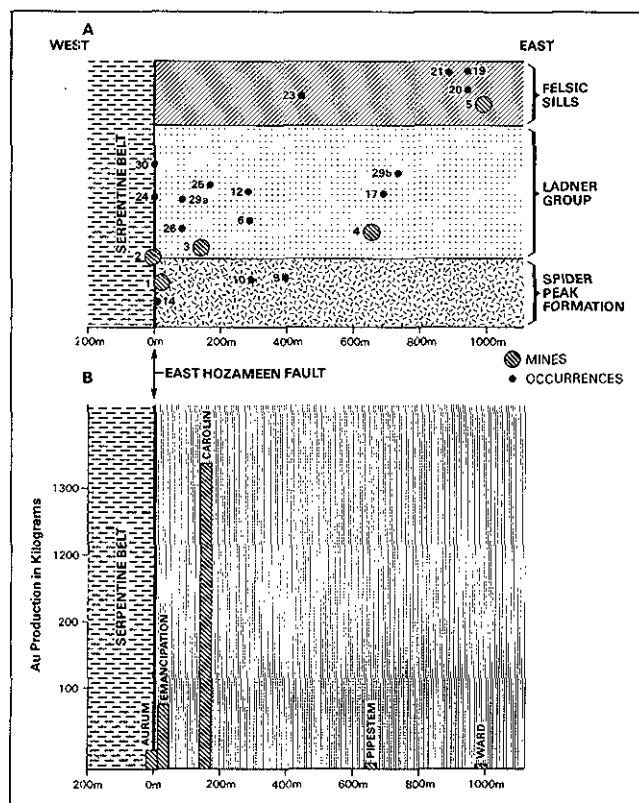 A
WEST
EAST
21
19
20
23
5
FELSIC
SILLS
SERPENTINE BELT
30
25
29b
24
29a
12
17
6
26
4
3
2
LADNER
GROUP
1
10
9
14
SPIDER
PEAK
FORMATION
200m
0m
200m
400m
600m
800m
1000m
MINES
OCCURRENCES
EAST HOZAMEEN FAULT
B
Au Production in Kilograms
1300
1200
200
100
SERPENTINE BELT
AURUM
EMANCIPATION
CAROLIN
PIPESTEM
WARD
200m
0m
200m
400m
600m
800m
1000m